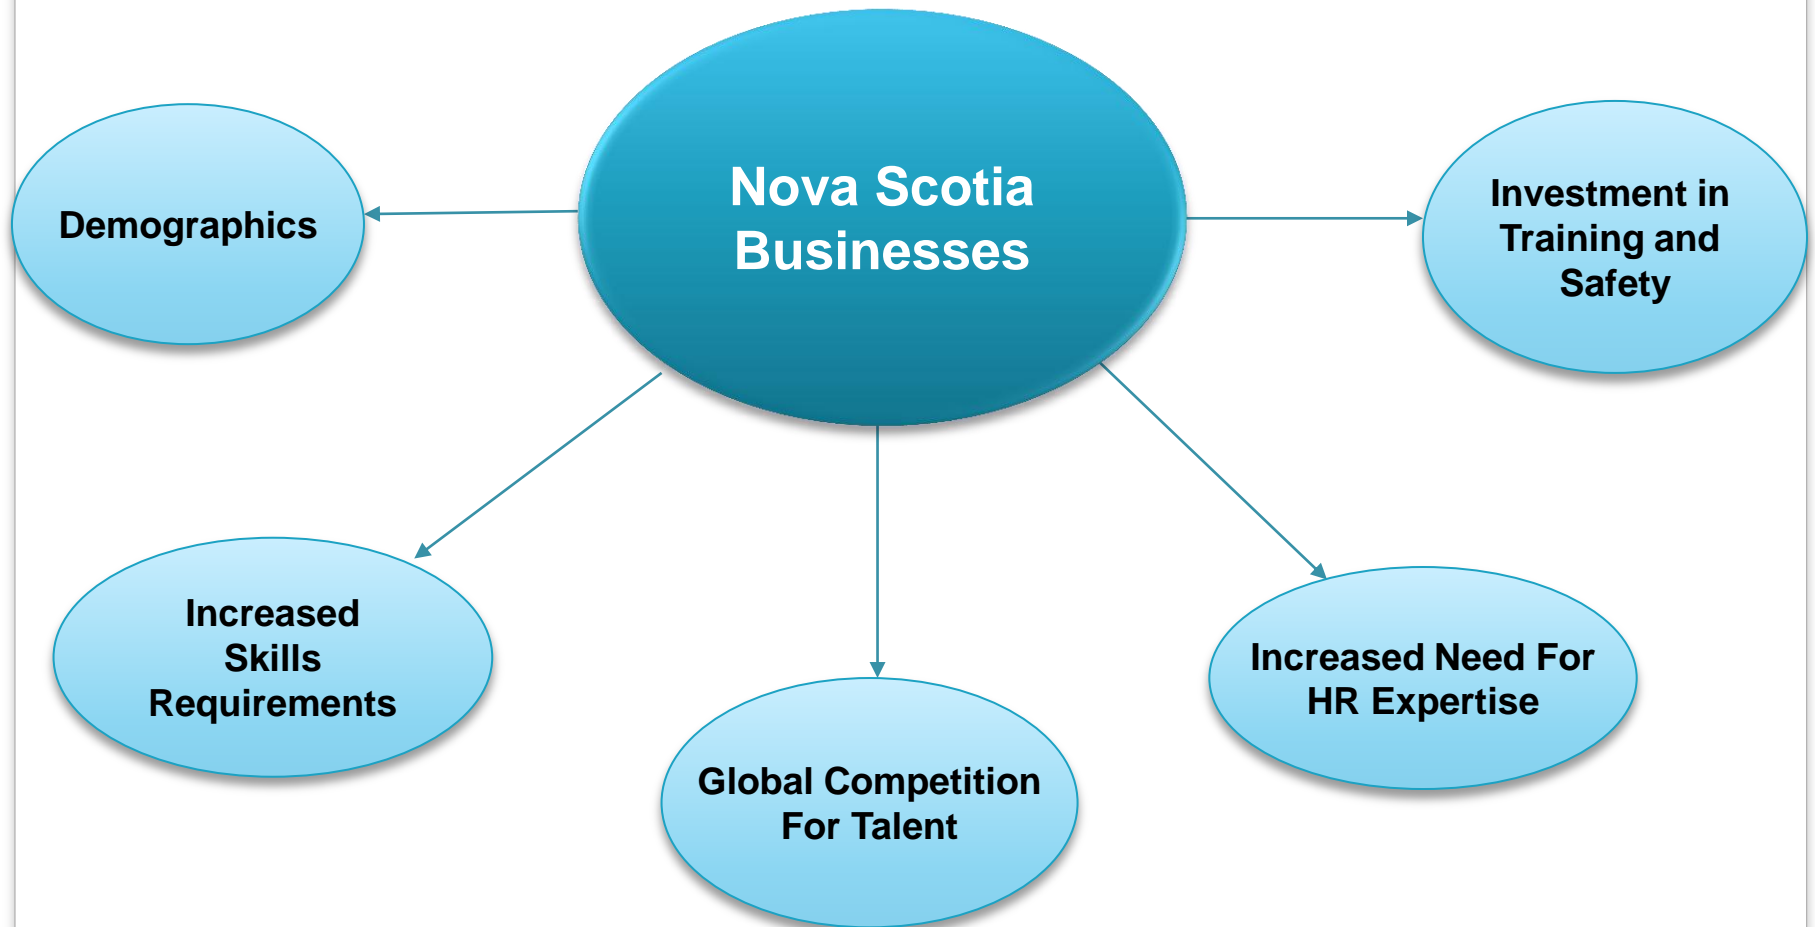 Nova Scotia
Businesses
Demographics
Investment in
Training and
Safety
Increased
Skills
Requirements
Global Competition
For Talent
Increased Need For
HR Expertise